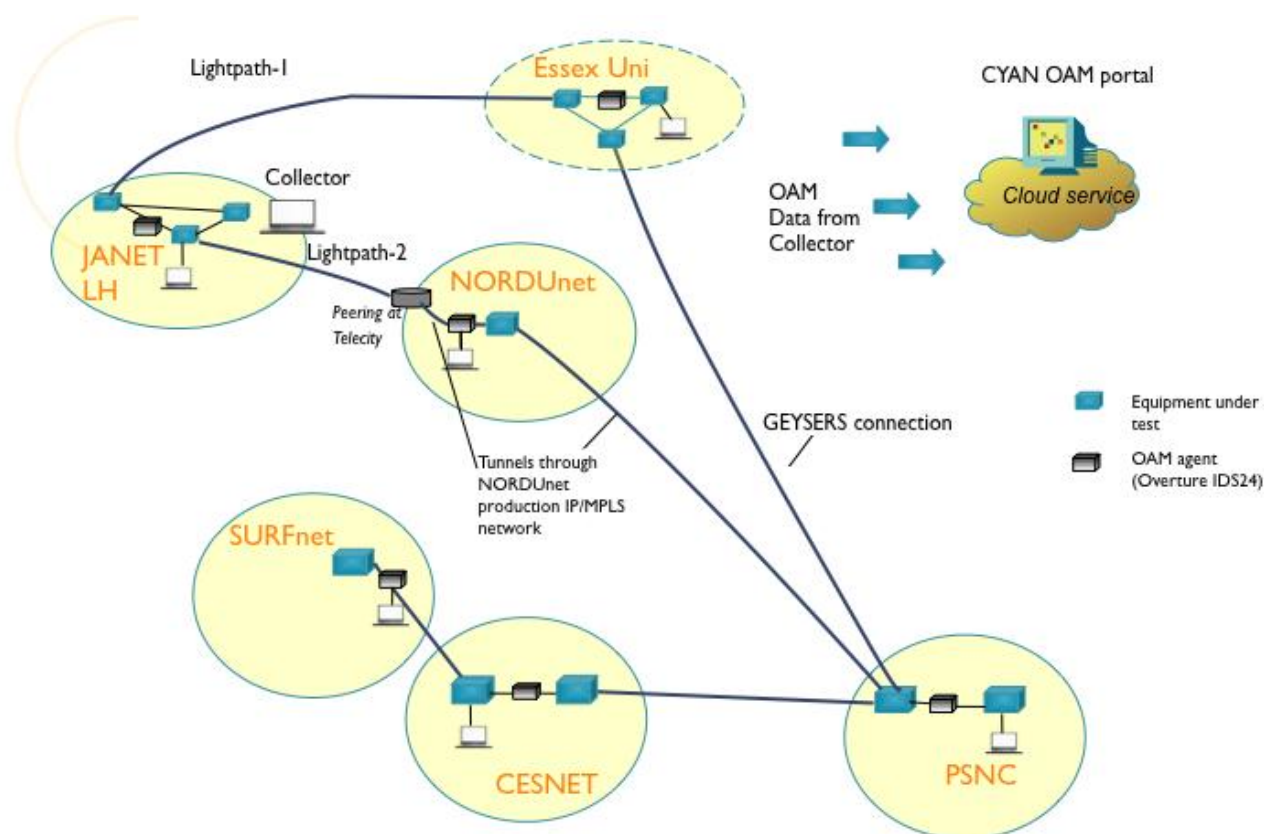 Lightpath-1
Essex Uni
CYAN OAM portal
Cloud service
Collector
OAM
Data from
Collector
JANET
LH
Lightpath-2
NORDUnet
Peering at
Telecity
GEYSERS connection
Equipment under
test
OAM agent
(Overture IDS24)
Tunnels through
NORDUnet
production IP/MPLS
network
SURFnet
CESNET
PSNC